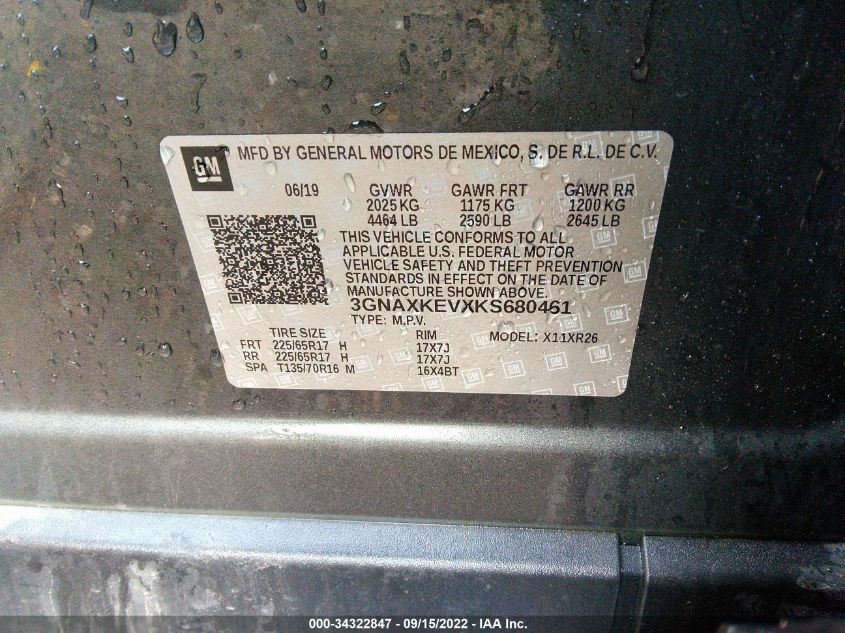 GM MFD BY GENERAL MOTORS DE MEXICO, S. DE R.L. DE C.V.
06/19 GVWR GAWR FRT GAWR RR
2025 KG 1175 KG 1200 KG
4464 LB 2590 LB 2645 LB
THIS VEHICLE CONFORMS TO ALL
APPLICABLE U.S. FEDERAL MOTOR
VEHICLE SAFETY AND THEFT PREVENTION
STANDARDS IN EFFECT ON THE DATE OF
MANUFACTURE SHOWN ABOVE.
3GNAXKEVXKS680461
TYPE: M.P.V.
TIRE SIZE RIM MODEL: X11XR26
FRT 225/65R17 H 17X7J
RR 225/65R17 H 17X7J
SPA T135/70R16 M 16X4BT
000-34322847 - 09/15/2022 - IAA Inc.